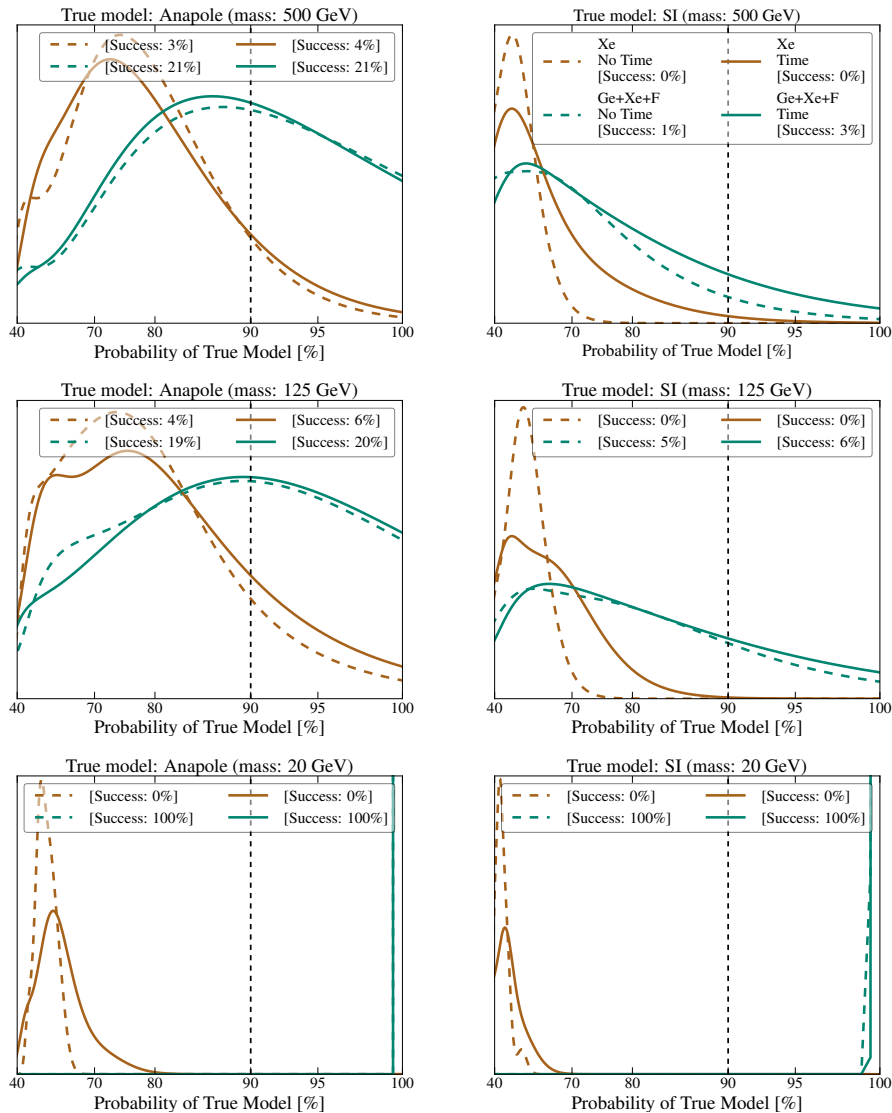 True model: Anapole (mass: 500 GeV)
[Success: 3%] [Success: 4%]
[Success: 21%] [Success: 21%]
40 70 80 90 95 100
Probability of True Model [%]
True model: SI (mass: 500 GeV)
Xe Xe
No Time Time
[Success: 0%] [Success: 0%]
Ge+Xe+F Ge+Xe+F
No Time Time
[Success: 1%] [Success: 3%]
40 70 80 90 95 100
Probability of True Model [%]
True model: Anapole (mass: 125 GeV)
[Success: 4%] [Success: 6%]
[Success: 19%] [Success: 20%]
40 70 80 90 95 100
Probability of True Model [%]
True model: SI (mass: 125 GeV)
[Success: 0%] [Success: 0%]
[Success: 5%] [Success: 6%]
40 70 80 90 95 100
Probability of True Model [%]
True model: Anapole (mass: 20 GeV)
[Success: 0%] [Success: 0%]
[Success: 100%] [Success: 100%]
40 70 80 90 95 100
Probability of True Model [%]
True model: SI (mass: 20 GeV)
[Success: 0%] [Success: 0%]
[Success: 100%] [Success: 100%]
40 70 80 90 95 100
Probability of True Model [%]